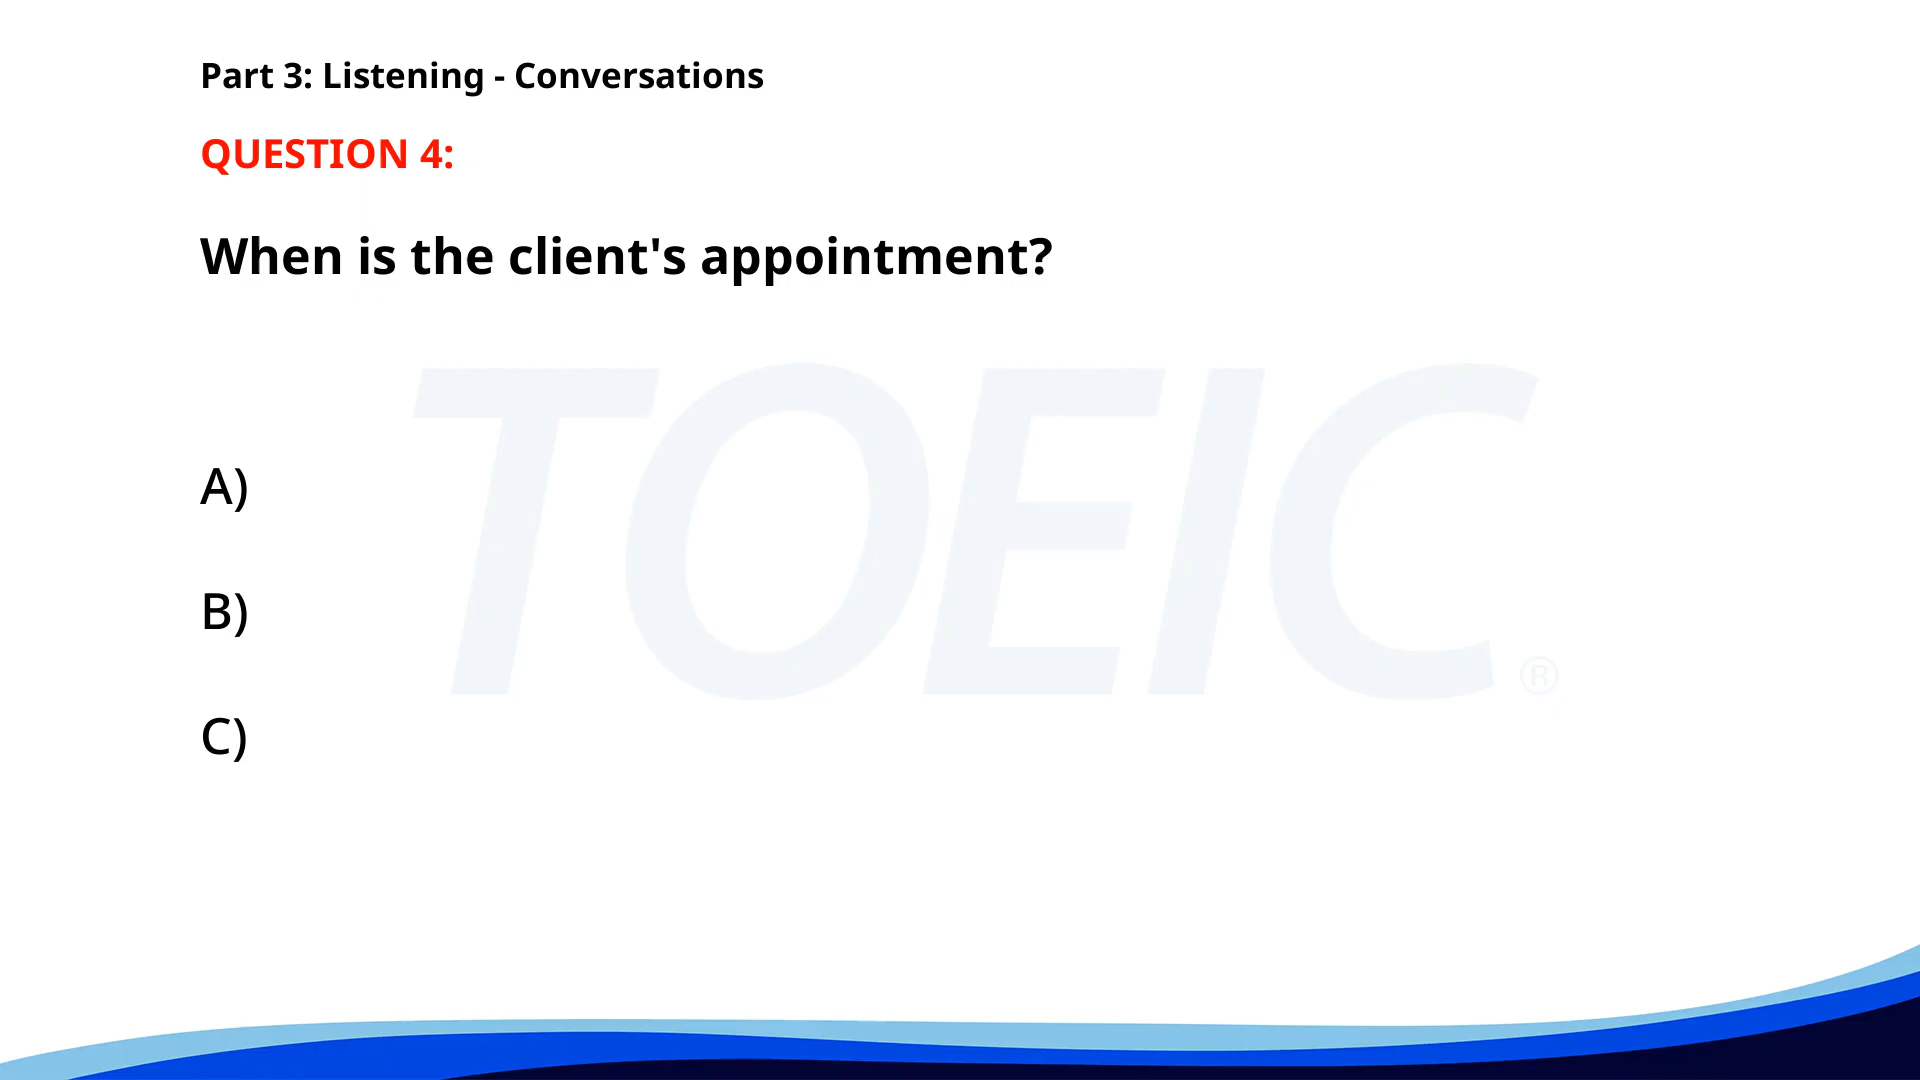 Part 3: Listening - Conversations
QUESTION 4:
When is the client's appointment?
TOEIC®
A)
B)
C)